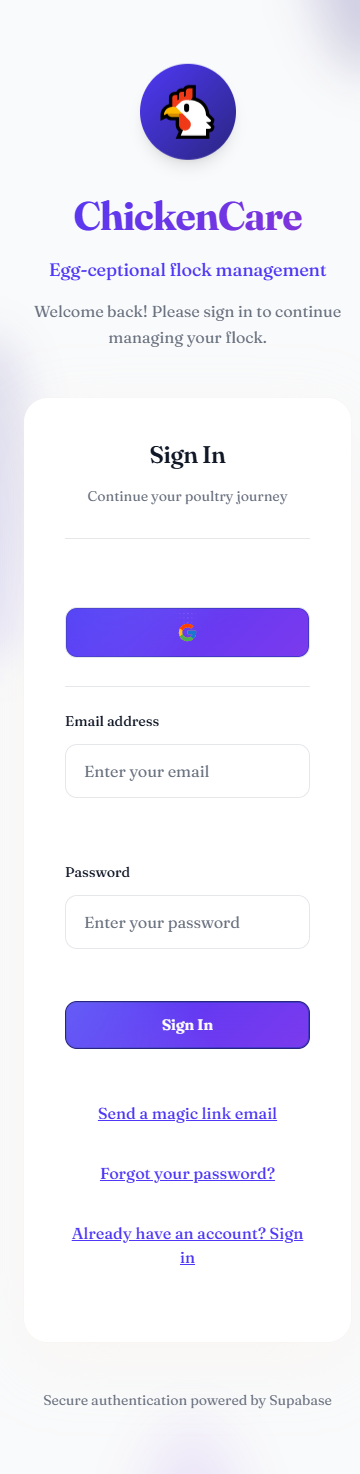 ChickenCare
Egg-ceptional flock management
Welcome back! Please sign in to continue
managing your flock.
Sign In
Continue your poultry journey
Email address
Enter your email
Password
Enter your password
Sign In
Send a magic link email
Forgot your password?
Already have an account? Sign
in
Secure authentication powered by Supabase